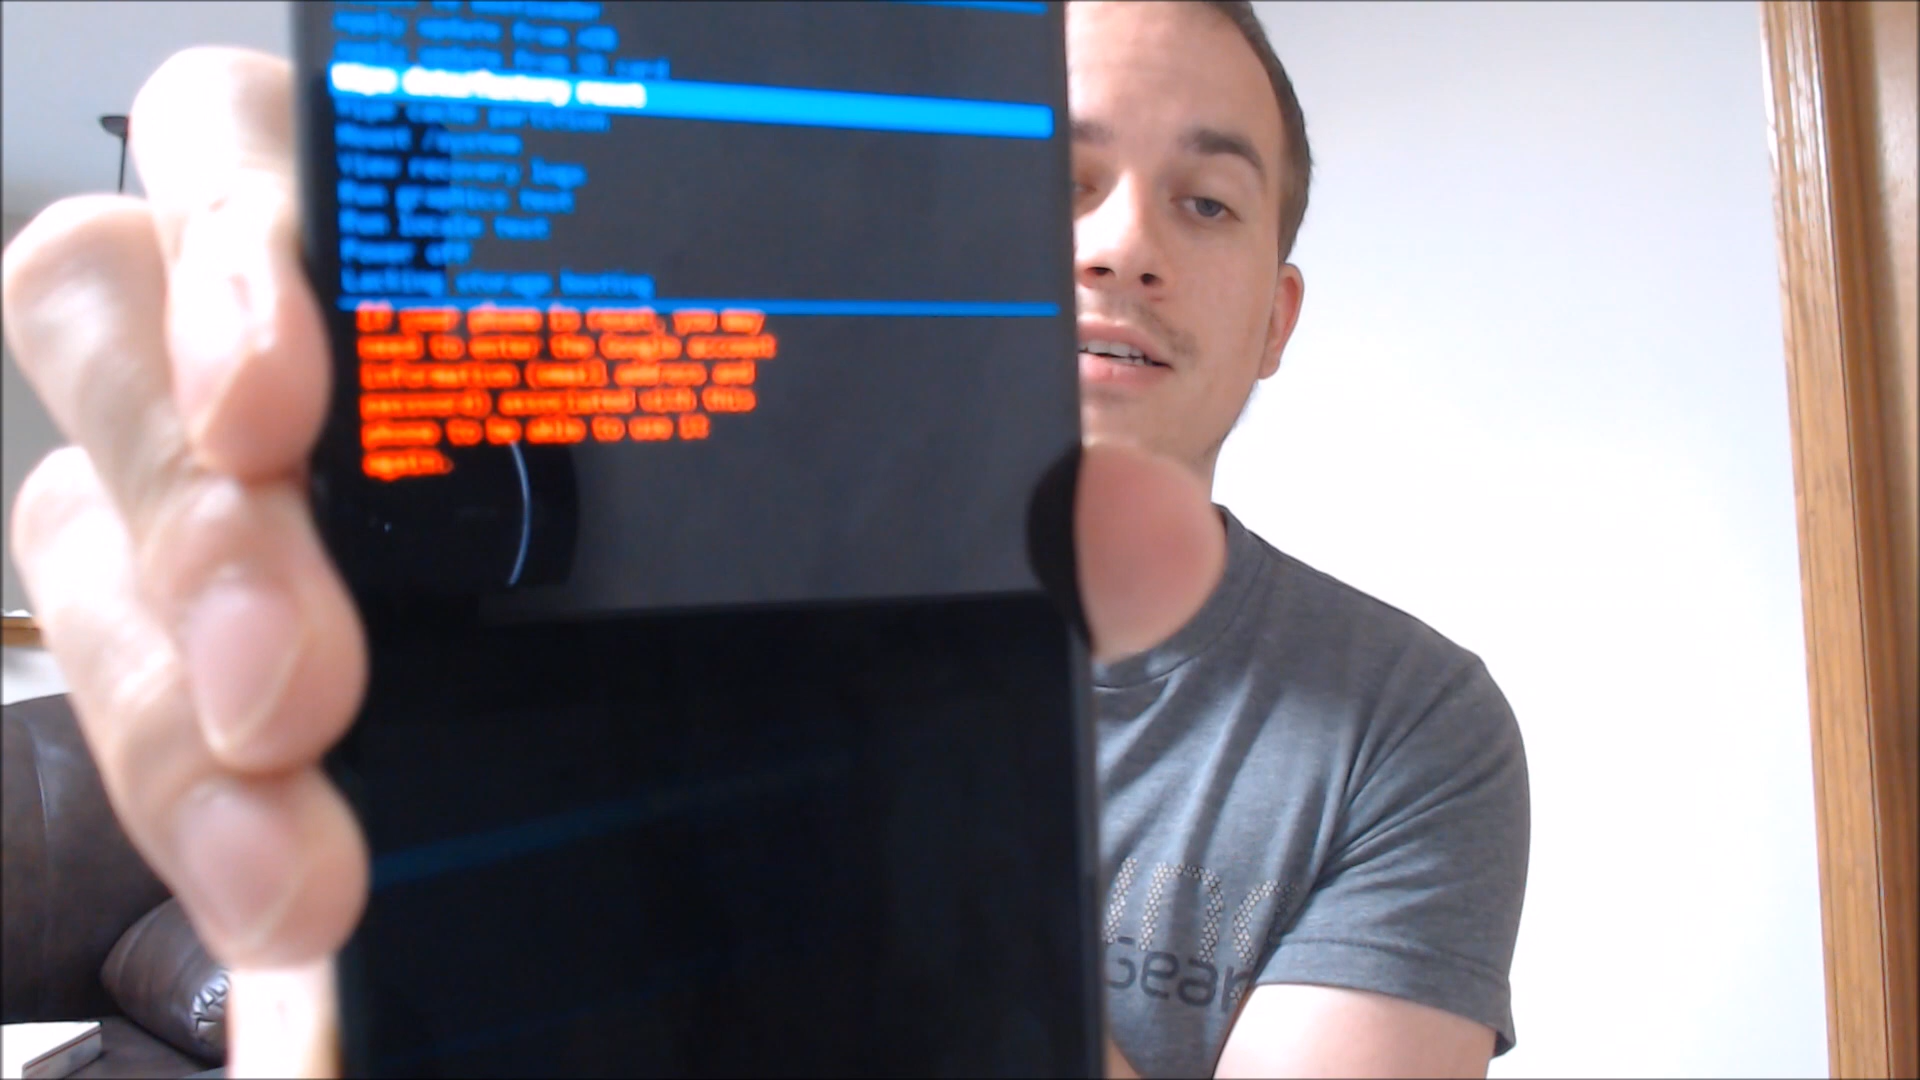 Apply update from ADB
Apply update from SD card
Wipe data/factory reset
Wipe cache partition
Mount /system
View recovery logs
Run graphics test
Run locale test
Power off
Lacking storage booting
If your phone is reset, you may
need to enter the Google account
information (email address and
password) associated with this
phone to be able to use it
again.
Gear